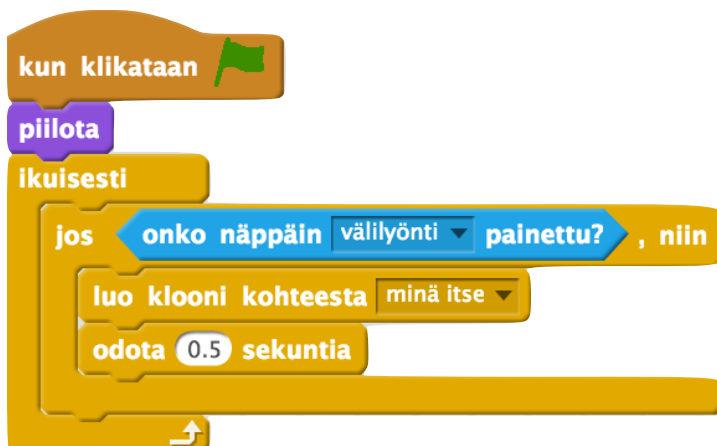 kun klikataan
piilota
ikuisesti
jos onko näppäin välilyönti painettu? , niin
luo klooni kohteesta minä itse
odota 0.5 sekuntia